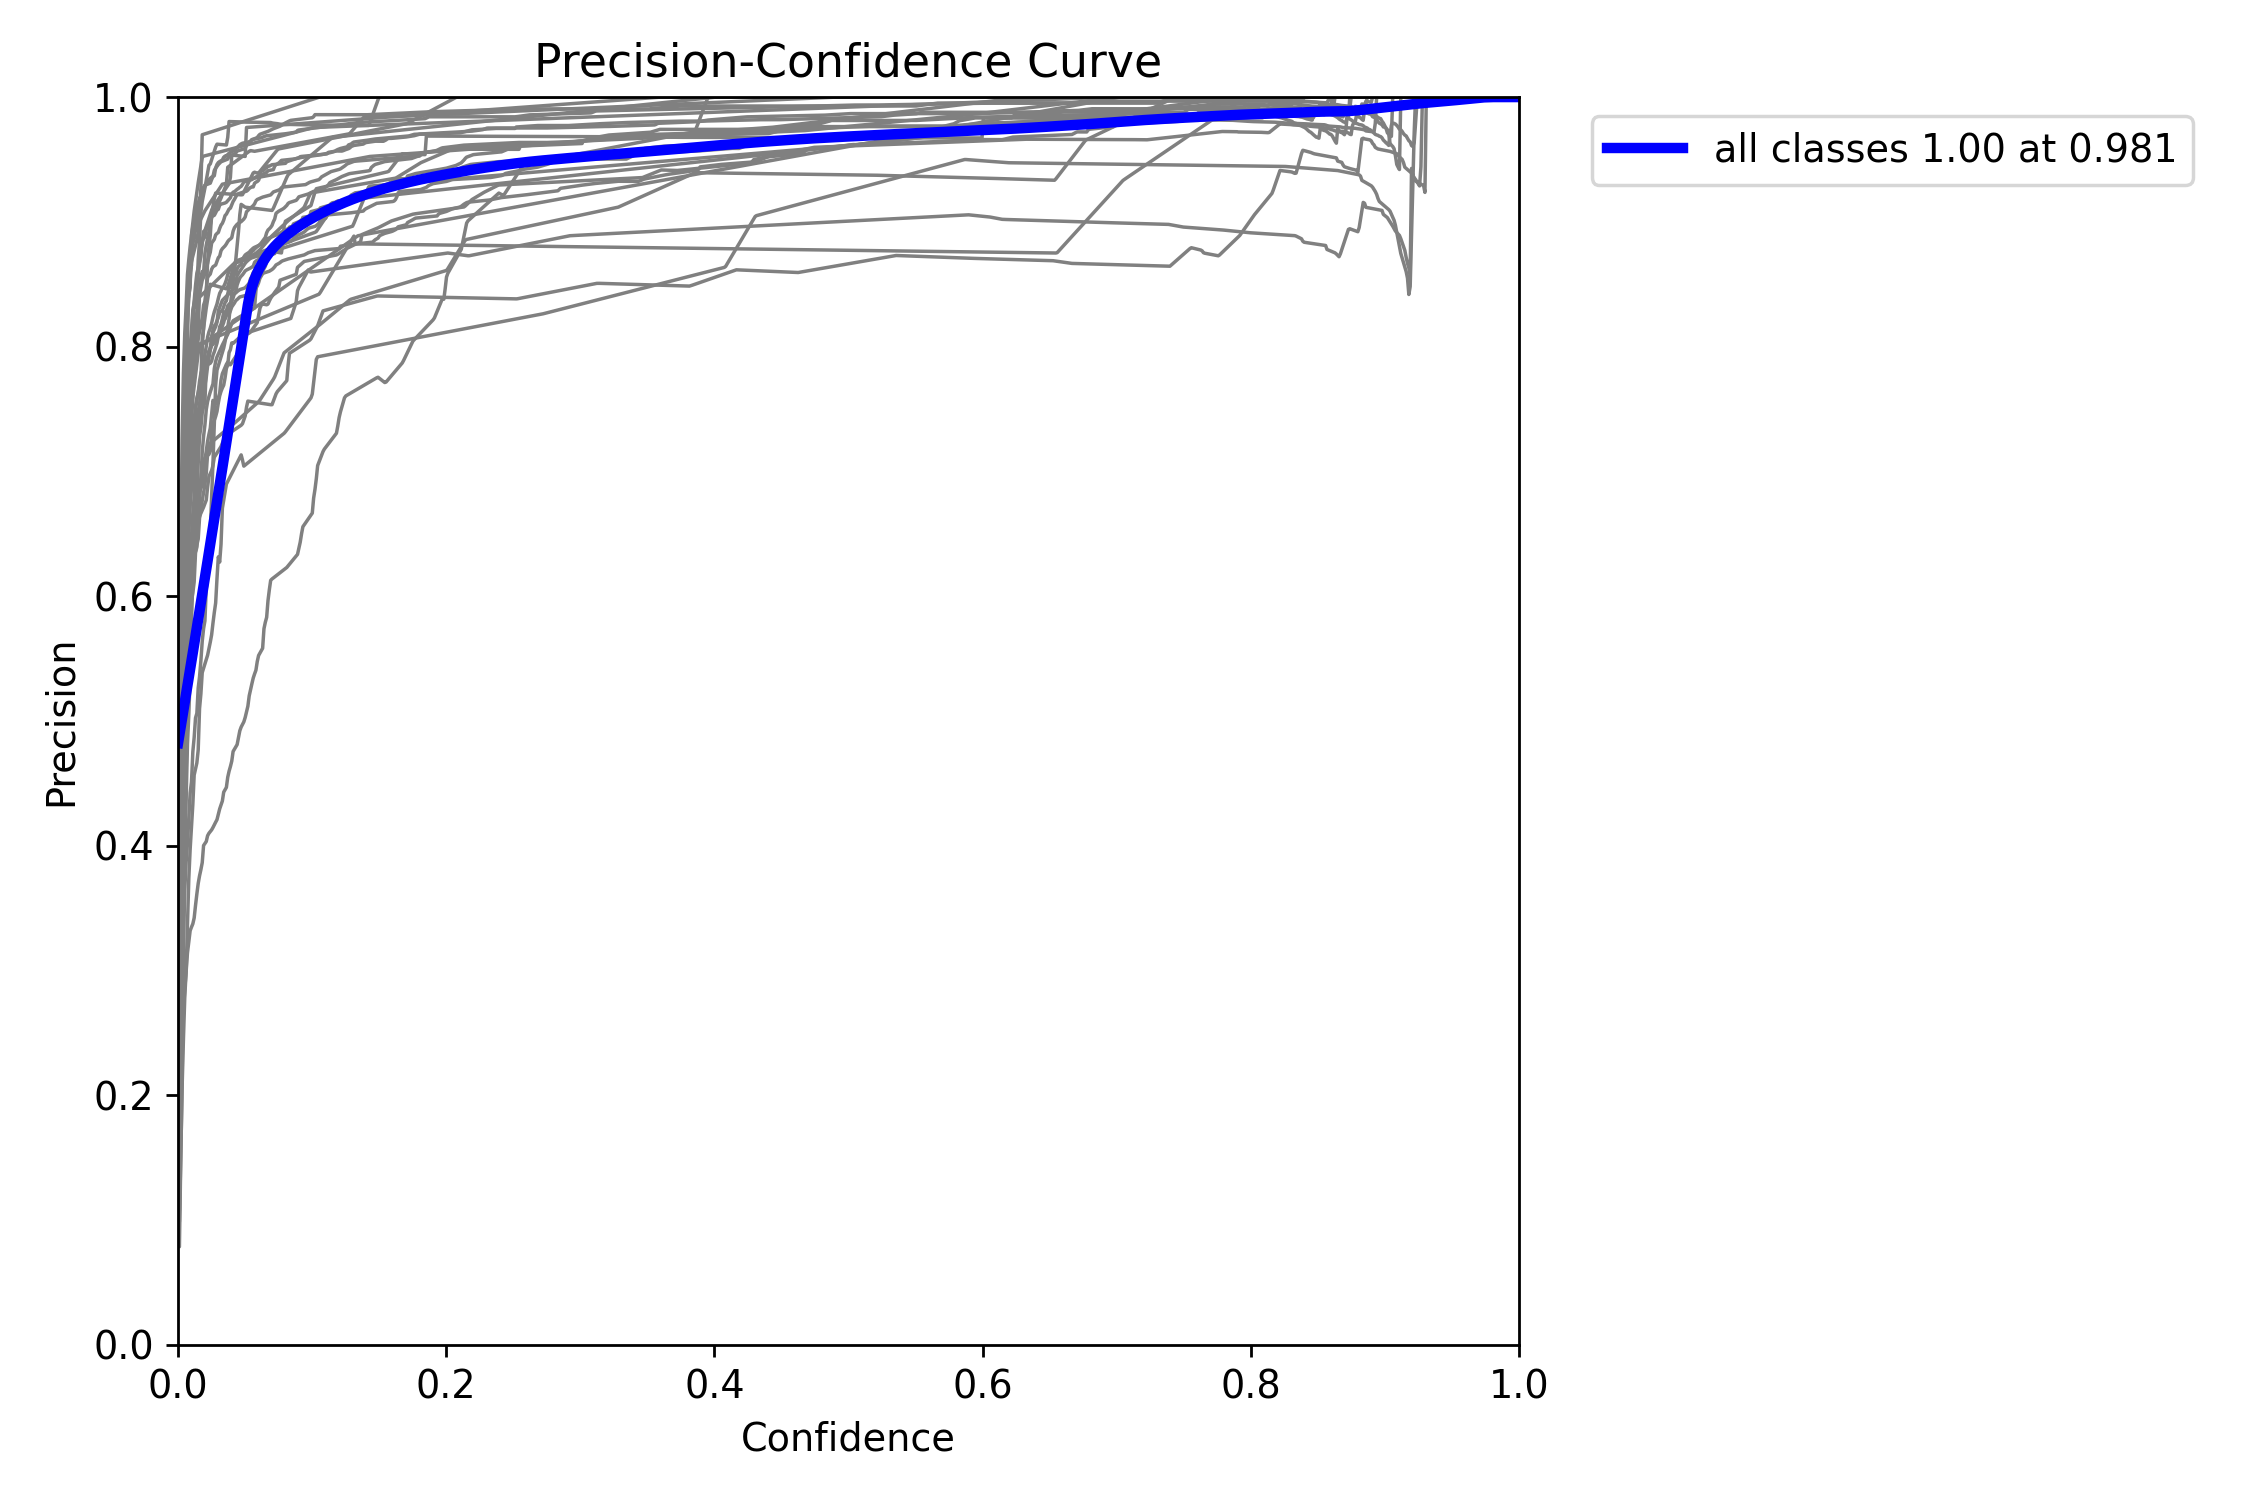 Precision-Confidence Curve
all classes 1.00 at 0.981
1.0
0.8
0.6
0.4
0.2
0.0
Precision
0.0 0.2 0.4 0.6 0.8 1.0
Confidence